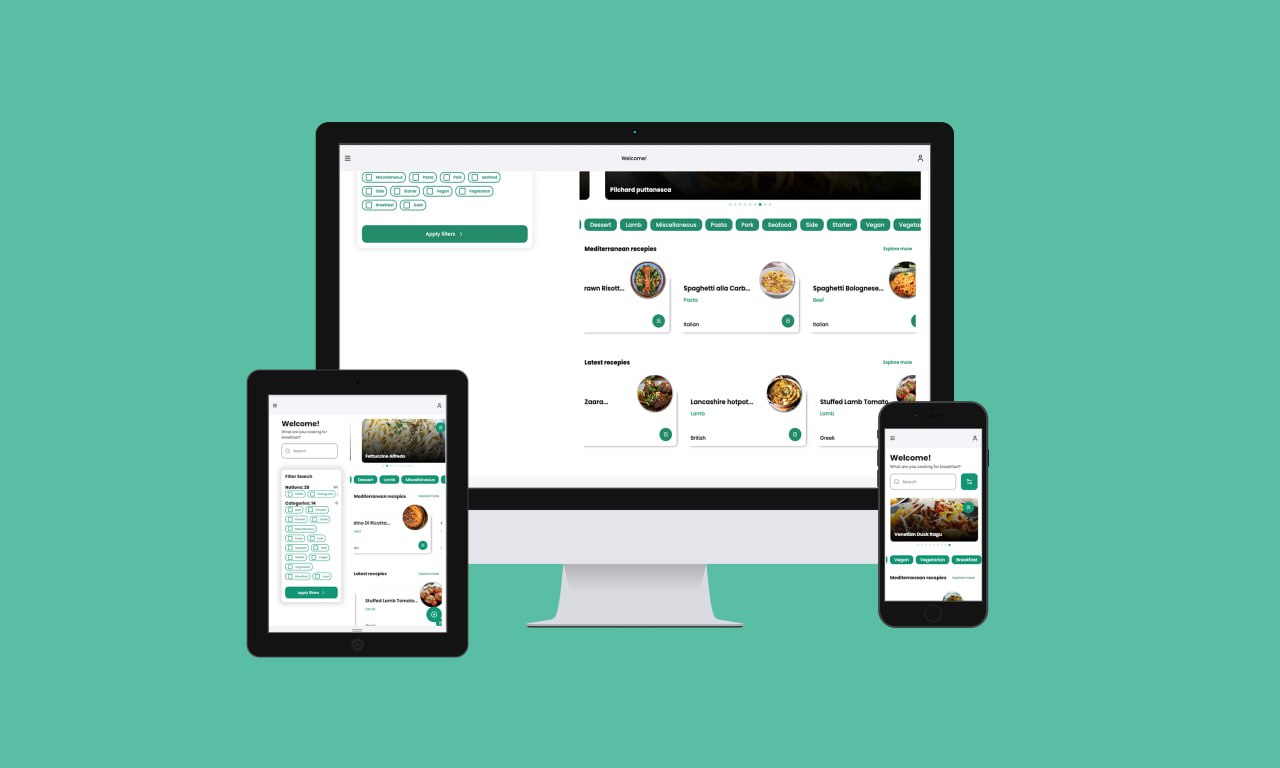 Welcome!
Miscellaneous Pasta Pork Seafood
Side Starter Vegan Vegetarian
Breakfast Goat
Apply filters
Pilchard puttanesca
Dessert Lamb Miscellaneous Pasta Pork Seafood Side Starter Vegan Vegetar
Mediterranean recepies Explore more
rawn Risott... Spaghetti alla Carb... Spaghetti Bolognese...
Pasta Beef
Italian Italian
Latest recepies Explore more
Zaara... Lancashire hotpot... Stuffed Lamb Tomato
Lamb Lamb
British Greek
Welcome!
What are you cooking for
breakfast?
Search
Filter Search
Nations: 28
Categories: 14
Miscellaneous
Vegetarian
Breakfast Goat
Apply filters
Fettuccine Alfredo
Dessert Lamb Miscellaneous
Mediterranean recepies Explore more
dino Di Ricotta...
Latest recepies Explore more
Stuffed Lamb Tomato...
Lamb
Welcome!
What are you cooking for breakfast?
Search
Venetian Duck Ragu
Vegan Vegetarian Breakfast
Mediterranean recepies Explore more